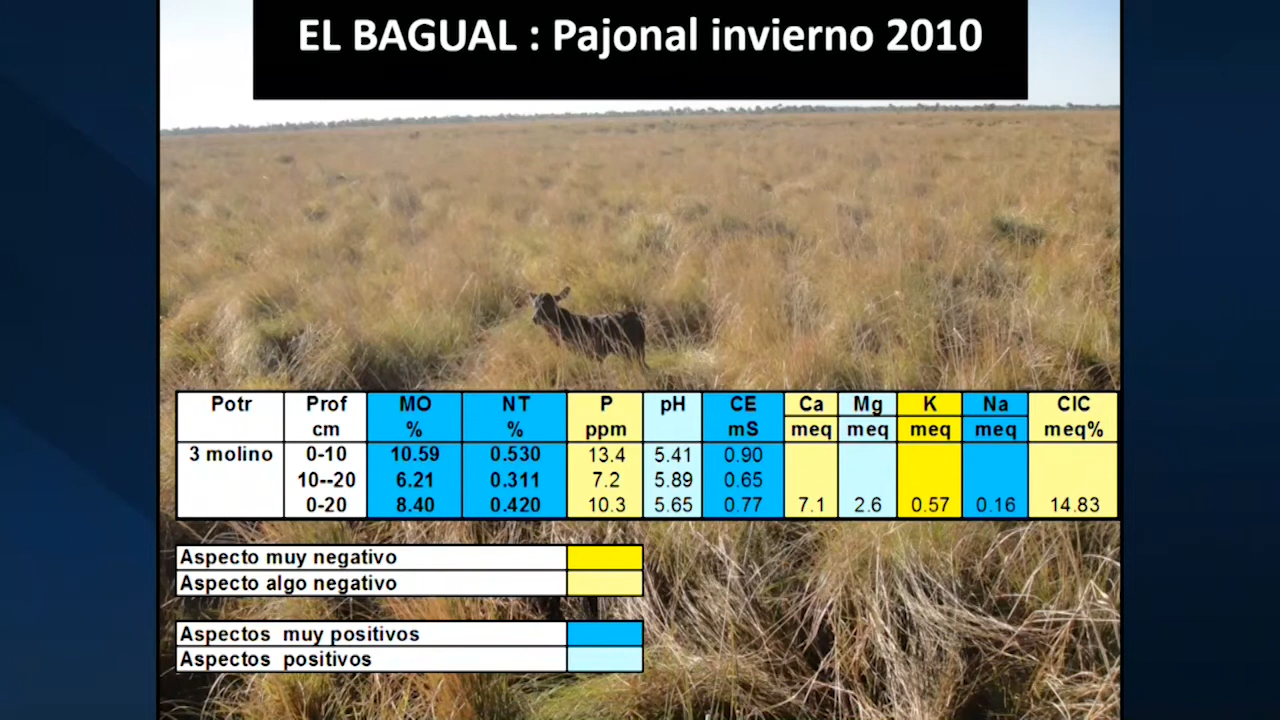 EL BAGUAL : Pajonal invierno 2010
Potr Prof MO NT P pH CE Ca Mg K Na CIC
cm % % ppm mS meq meq meq meq meq%
3 molino 0-10 10.59 0.530 13.4 5.41 0.90
10--20 6.21 0.311 7.2 5.89 0.65
0-20 8.40 0.420 10.3 5.65 0.77 7.1 2.6 0.57 0.16 14.83
Aspecto muy negativo
Aspecto algo negativo
Aspectos muy positivos
Aspectos positivos